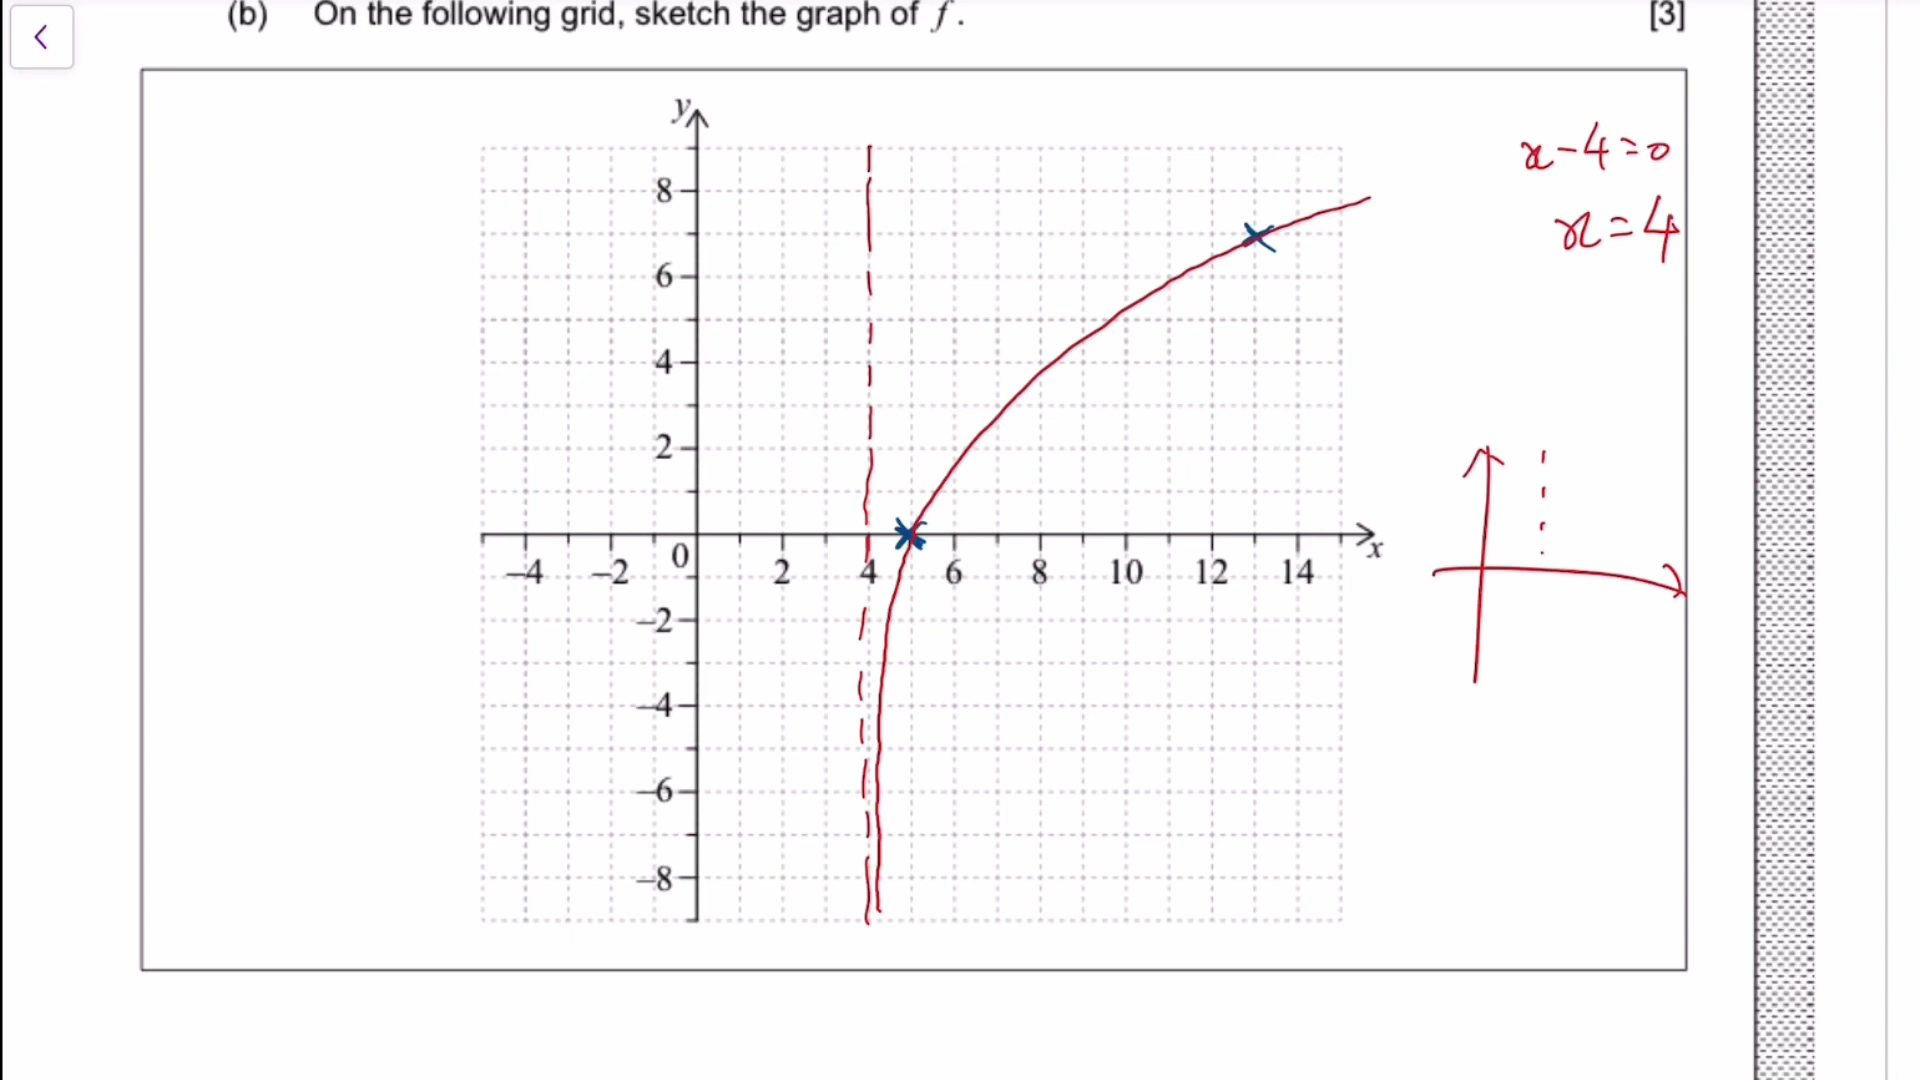 (b) On the following grid, sketch the graph of f. [3]
y
x-4=0
x=4
8
6
4
2
0
-4 -2 2 4 6 8 10 12 14 x
-2
-4
-6
-8